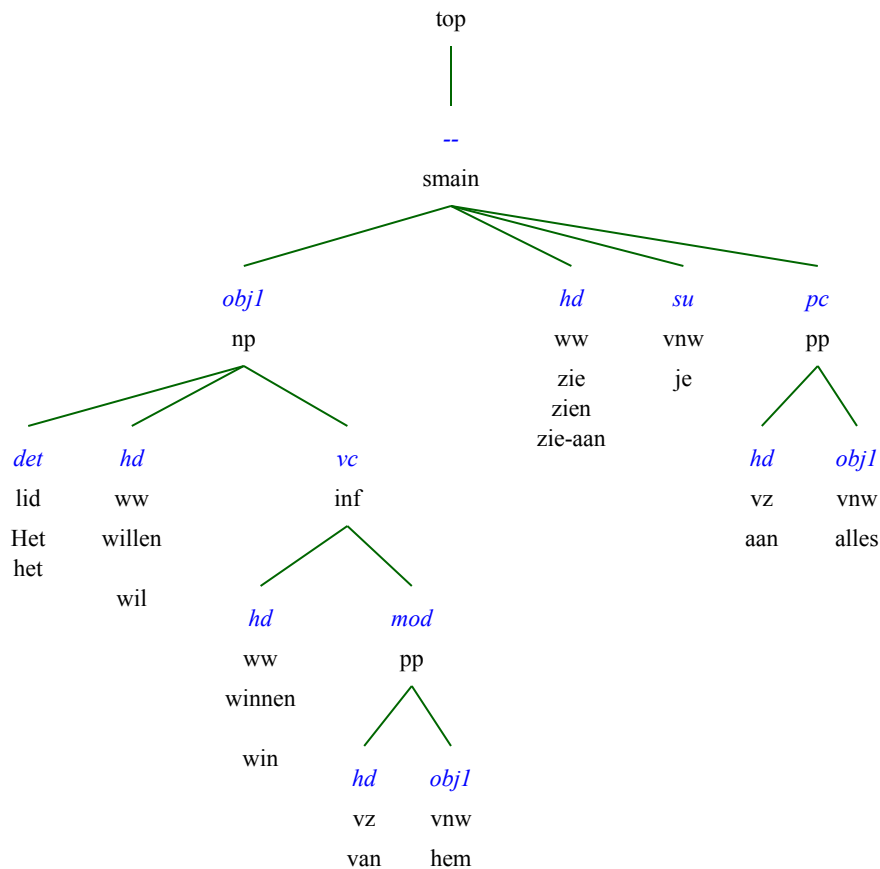 top
--
smain
obj1 hd su pc
np ww vnw pp
zie je
zien
zie-aan
det hd vc hd obj1
lid ww inf vz vnw
Het willen aan alles
het
wil
hd mod
ww pp
winnen
win
hd obj1
vz vnw
van hem